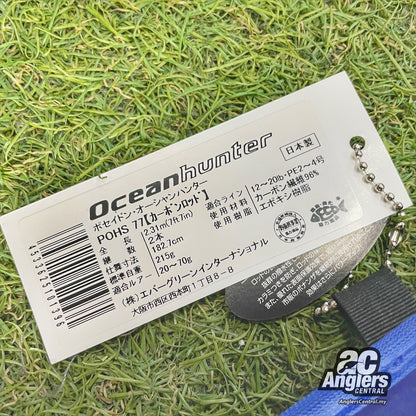 Oceanhunter
ポセイドン・オーシャンハンター
日本製
POHS 77【カーボンロッド】
全長 2.31m(7ft.7in)
継数 2本
仕舞寸法 182.7cm
標準自重 215g
適合ルアー 20〜70g
適合ライン 12〜20lb・PE2〜4号
使用材料 カーボン繊維96%
使用樹脂 エポキシ樹脂
(株)エバーグリーンインターナショナル
大阪市西区西本町1丁目8-8
AC
Anglers
CENTRAL
AnglersCentral.my